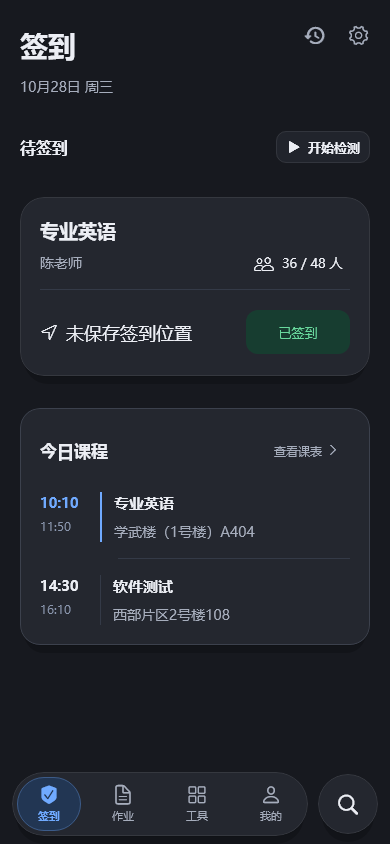 签到
10月28日 周三
待签到
开始检测
专业英语
陈老师
36 / 48 人
未保存签到位置
已签到
今日课程
查看课表
10:10
专业英语
11:50
学武楼（1号楼）A404
14:30
软件测试
16:10
西部片区2号楼108
签到
作业
工具
我的